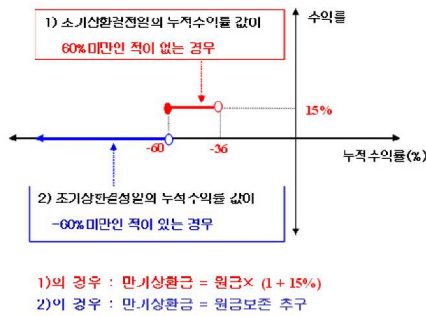 수익률
1) 조기상환결정일의 누적수익률 값이
60%미만인 적이 없는 경우
15%
-60
-36
누적수익률(%)
2) 조기상환결정일의 누적수익률 값이
-60%미만인 적이 있는 경우
1)의 경우 : 만기상환금 = 원금× (1 + 15%)
2)의 경우 : 만기상환금 = 원금보존 추구